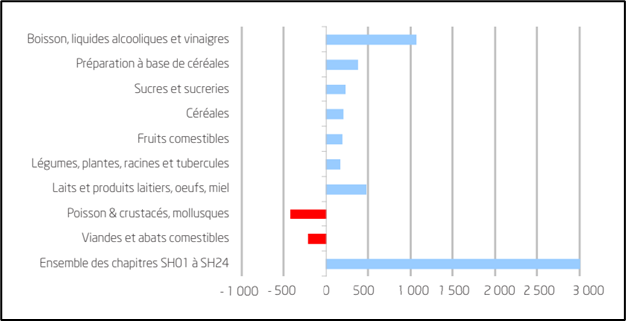 Boisson, liquides alcooliques et vinaigres
Préparation à base de céréales
Sucres et sucreries
Céréales
Fruits comestibles
Légumes, plantes, racines et tubercules
Laits et produits laitiers, oeufs, miel
Poisson & crustacés, mollusques
Viandes et abats comestibles
Ensemble des chapitres SH01 à SH24
- 1 000 - 500 0 500 1 000 1 500 2 000 2 500 3 000